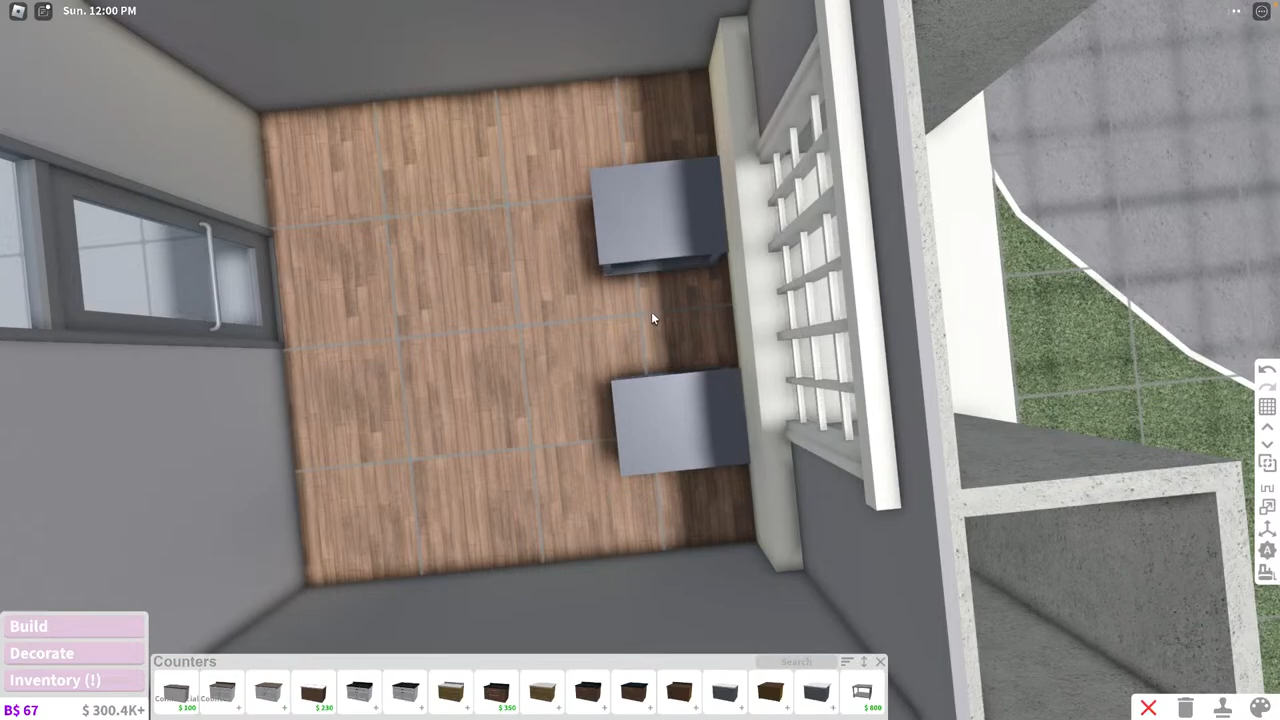 Sun. 12:00 PM
Build
Decorate
Inventory (!)
B$ 67 $ 300.4K+
Counters
Search
$ 100
$ 230
$ 350
$ 800